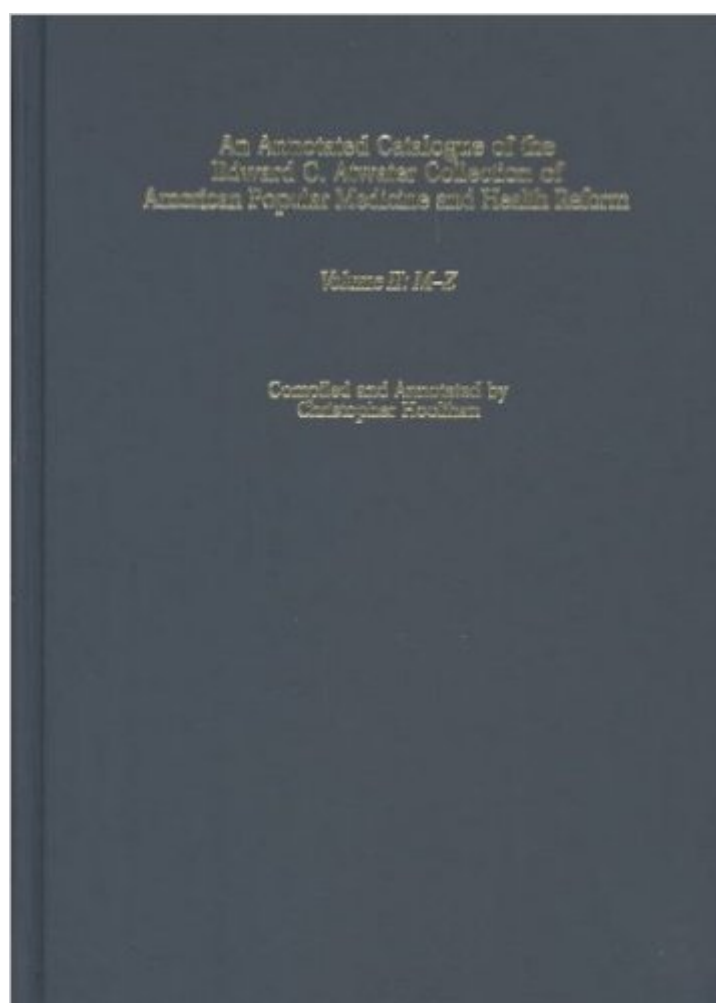 An Annotated Catalogue of the
Edward C. Atwater Collection of
American Popular Medicine and Health Reform
Volume II: M–Z
Compiled and Annotated by
Christopher Hoolihan